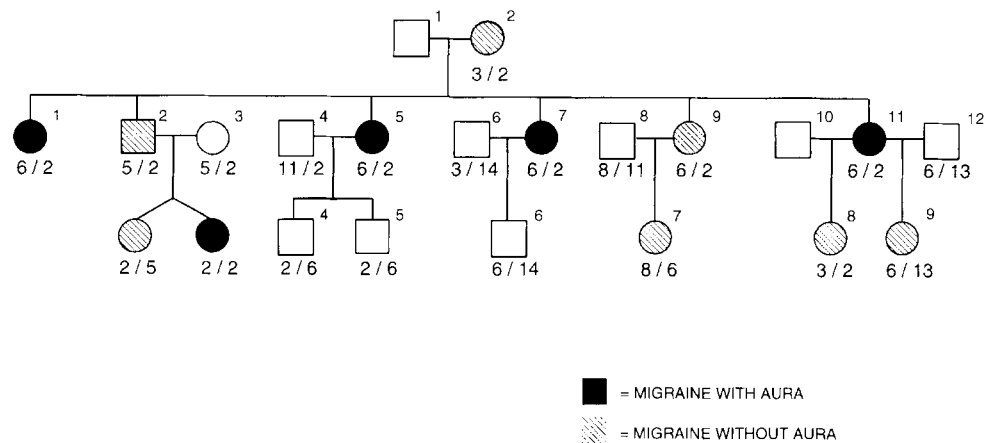 1 2
3 / 2
1 2 3 4 5 6 7 8 9 10 11 12
6 / 2 5 / 2 5 / 2 11 / 2 6 / 2 3 / 14 6 / 2 8 / 11 6 / 2 6 / 2 6 / 13
4 5 6 7 8 9
2 / 5 2 / 2 2 / 6 2 / 6 6 / 14 8 / 6 3 / 2 6 / 13
= MIGRAINE WITH AURA
= MIGRAINE WITHOUT AURA